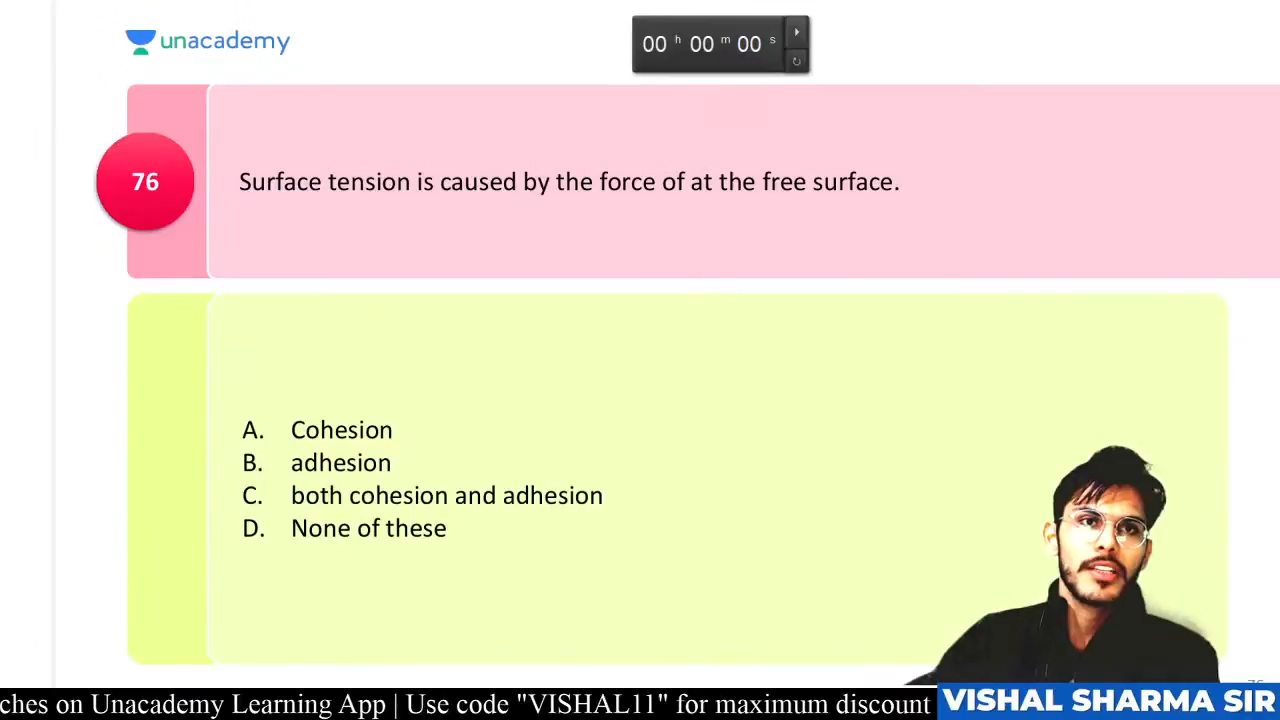 unacademy
00 h 00 m 00 s
76
Surface tension is caused by the force of at the free surface.
A. Cohesion
B. adhesion
C. both cohesion and adhesion
D. None of these
ches on Unacademy Learning App | Use code "VISHAL11" for maximum discount
VISHAL SHARMA SIR